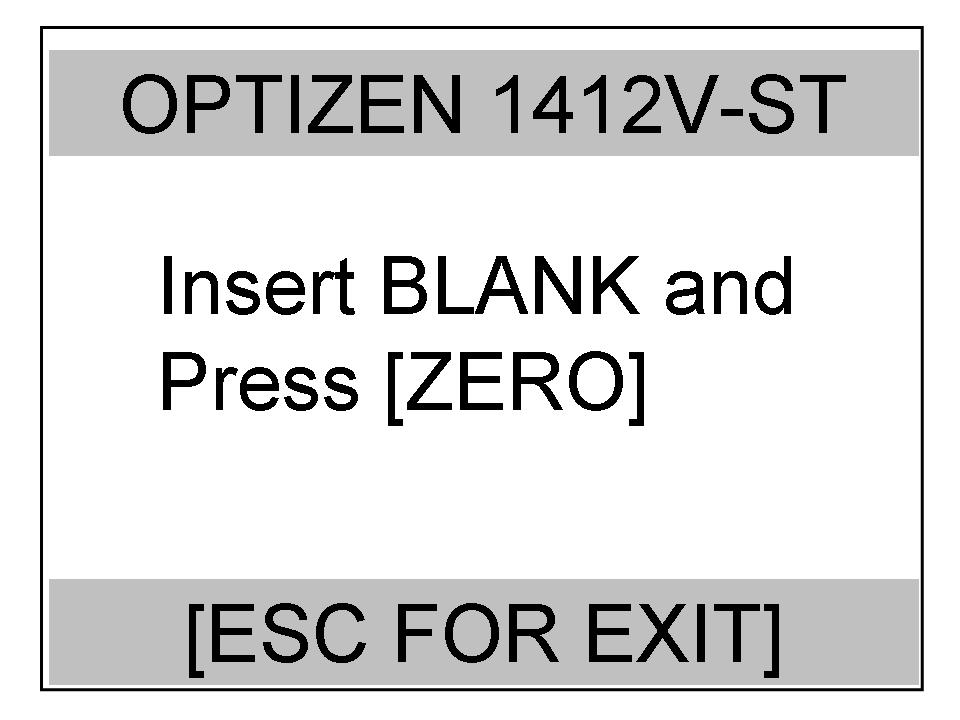 OPTIZEN 1412V-ST
Insert BLANK and
Press [ZERO]
[ESC FOR EXIT]